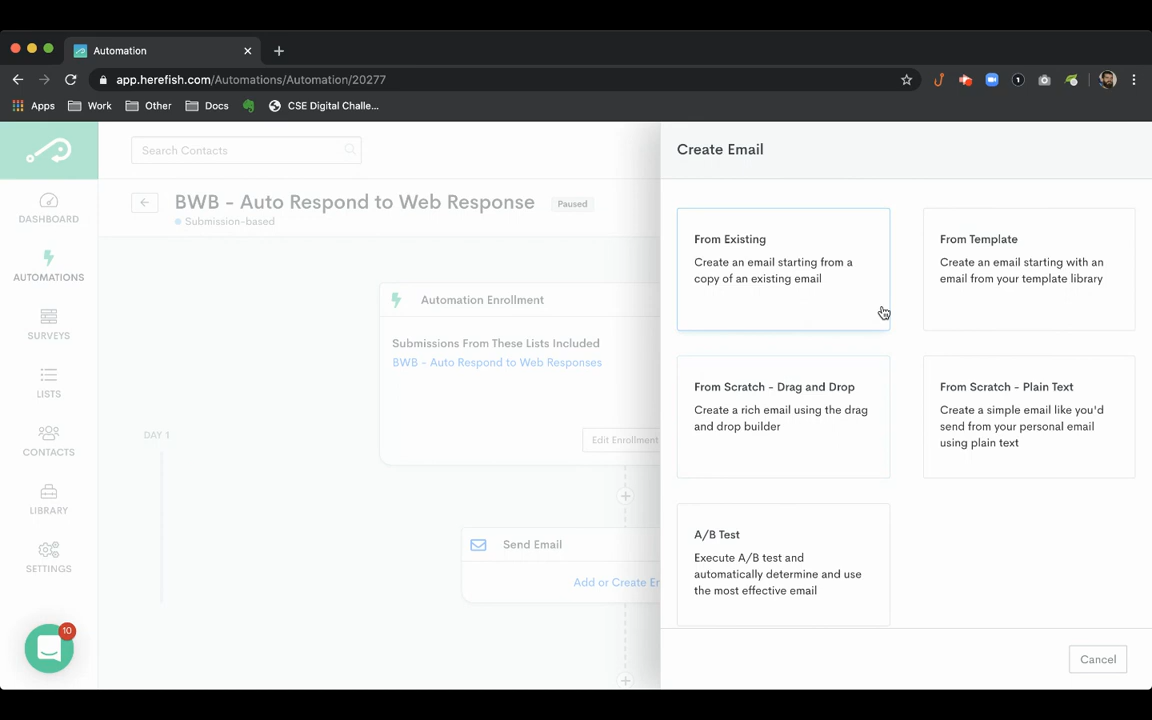 Automation
app.herefish.com/Automations/Automation/20277
1
Apps
Work
Other
Docs
CSE Digital Challe...
Search Contacts
Create Email
DASHBOARD
AUTOMATIONS
SURVEYS
LISTS
CONTACTS
LIBRARY
SETTINGS
10
BWB - Auto Respond to Web Response
Paused
Submission-based
Automation Enrollment
Submissions From These Lists Included
BWB - Auto Respond to Web Responses
DAY 1
Edit Enrollment
Send Email
Add or Create Em
From Existing
Create an email starting from a
copy of an existing email
From Template
Create an email starting with an
email from your template library
From Scratch - Drag and Drop
Create a rich email using the drag
and drop builder
From Scratch - Plain Text
Create a simple email like you'd
send from your personal email
using plain text
A/B Test
Execute A/B test and
automatically determine and use
the most effective email
Cancel